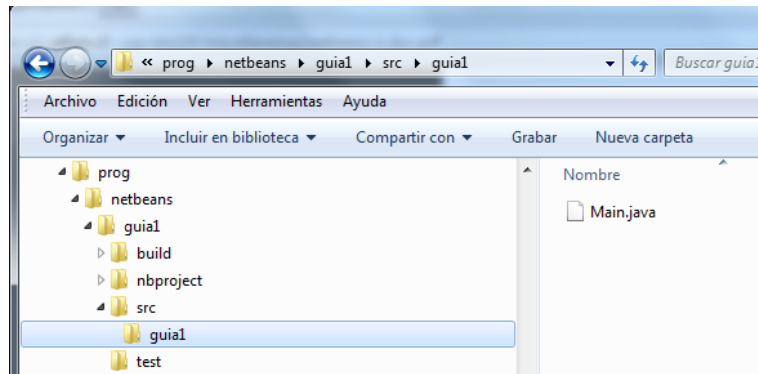 « prog netbeans guia1 src guia1 Buscar guia1
Archivo Edición Ver Herramientas Ayuda
Organizar Incluir en biblioteca Compartir con Grabar Nueva carpeta
prog
netbeans
guia1
build
nbproject
src
guia1
test
Nombre
Main.java